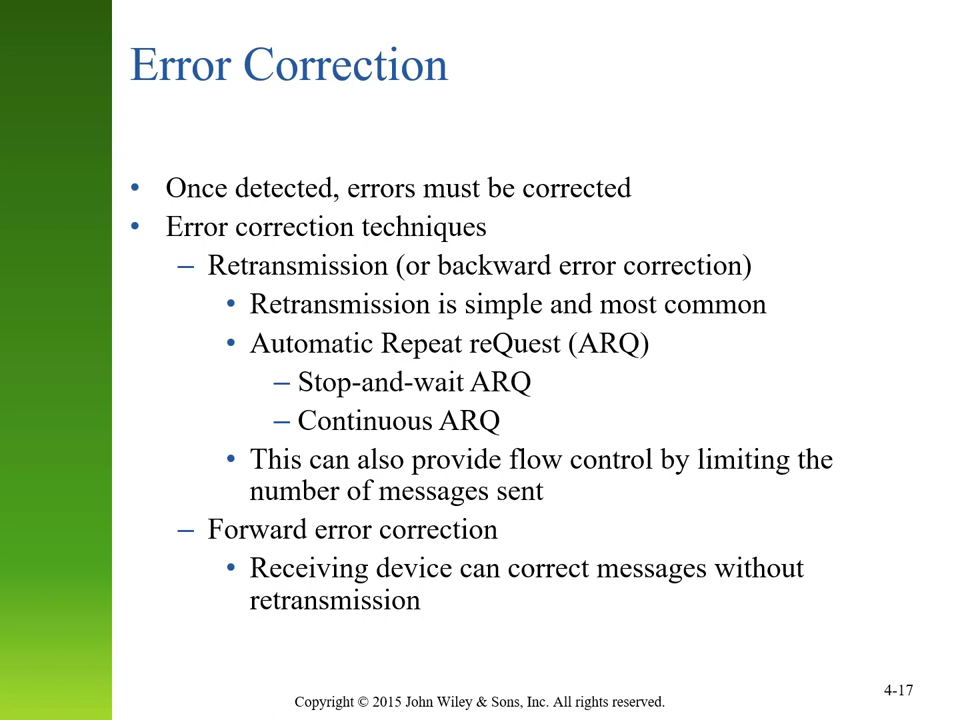 Error Correction
• Once detected, errors must be corrected
• Error correction techniques
– Retransmission (or backward error correction)
• Retransmission is simple and most common
• Automatic Repeat reQuest (ARQ)
– Stop-and-wait ARQ
– Continuous ARQ
• This can also provide flow control by limiting the
number of messages sent
– Forward error correction
• Receiving device can correct messages without
retransmission
4-17
Copyright © 2015 John Wiley & Sons, Inc. All rights reserved.